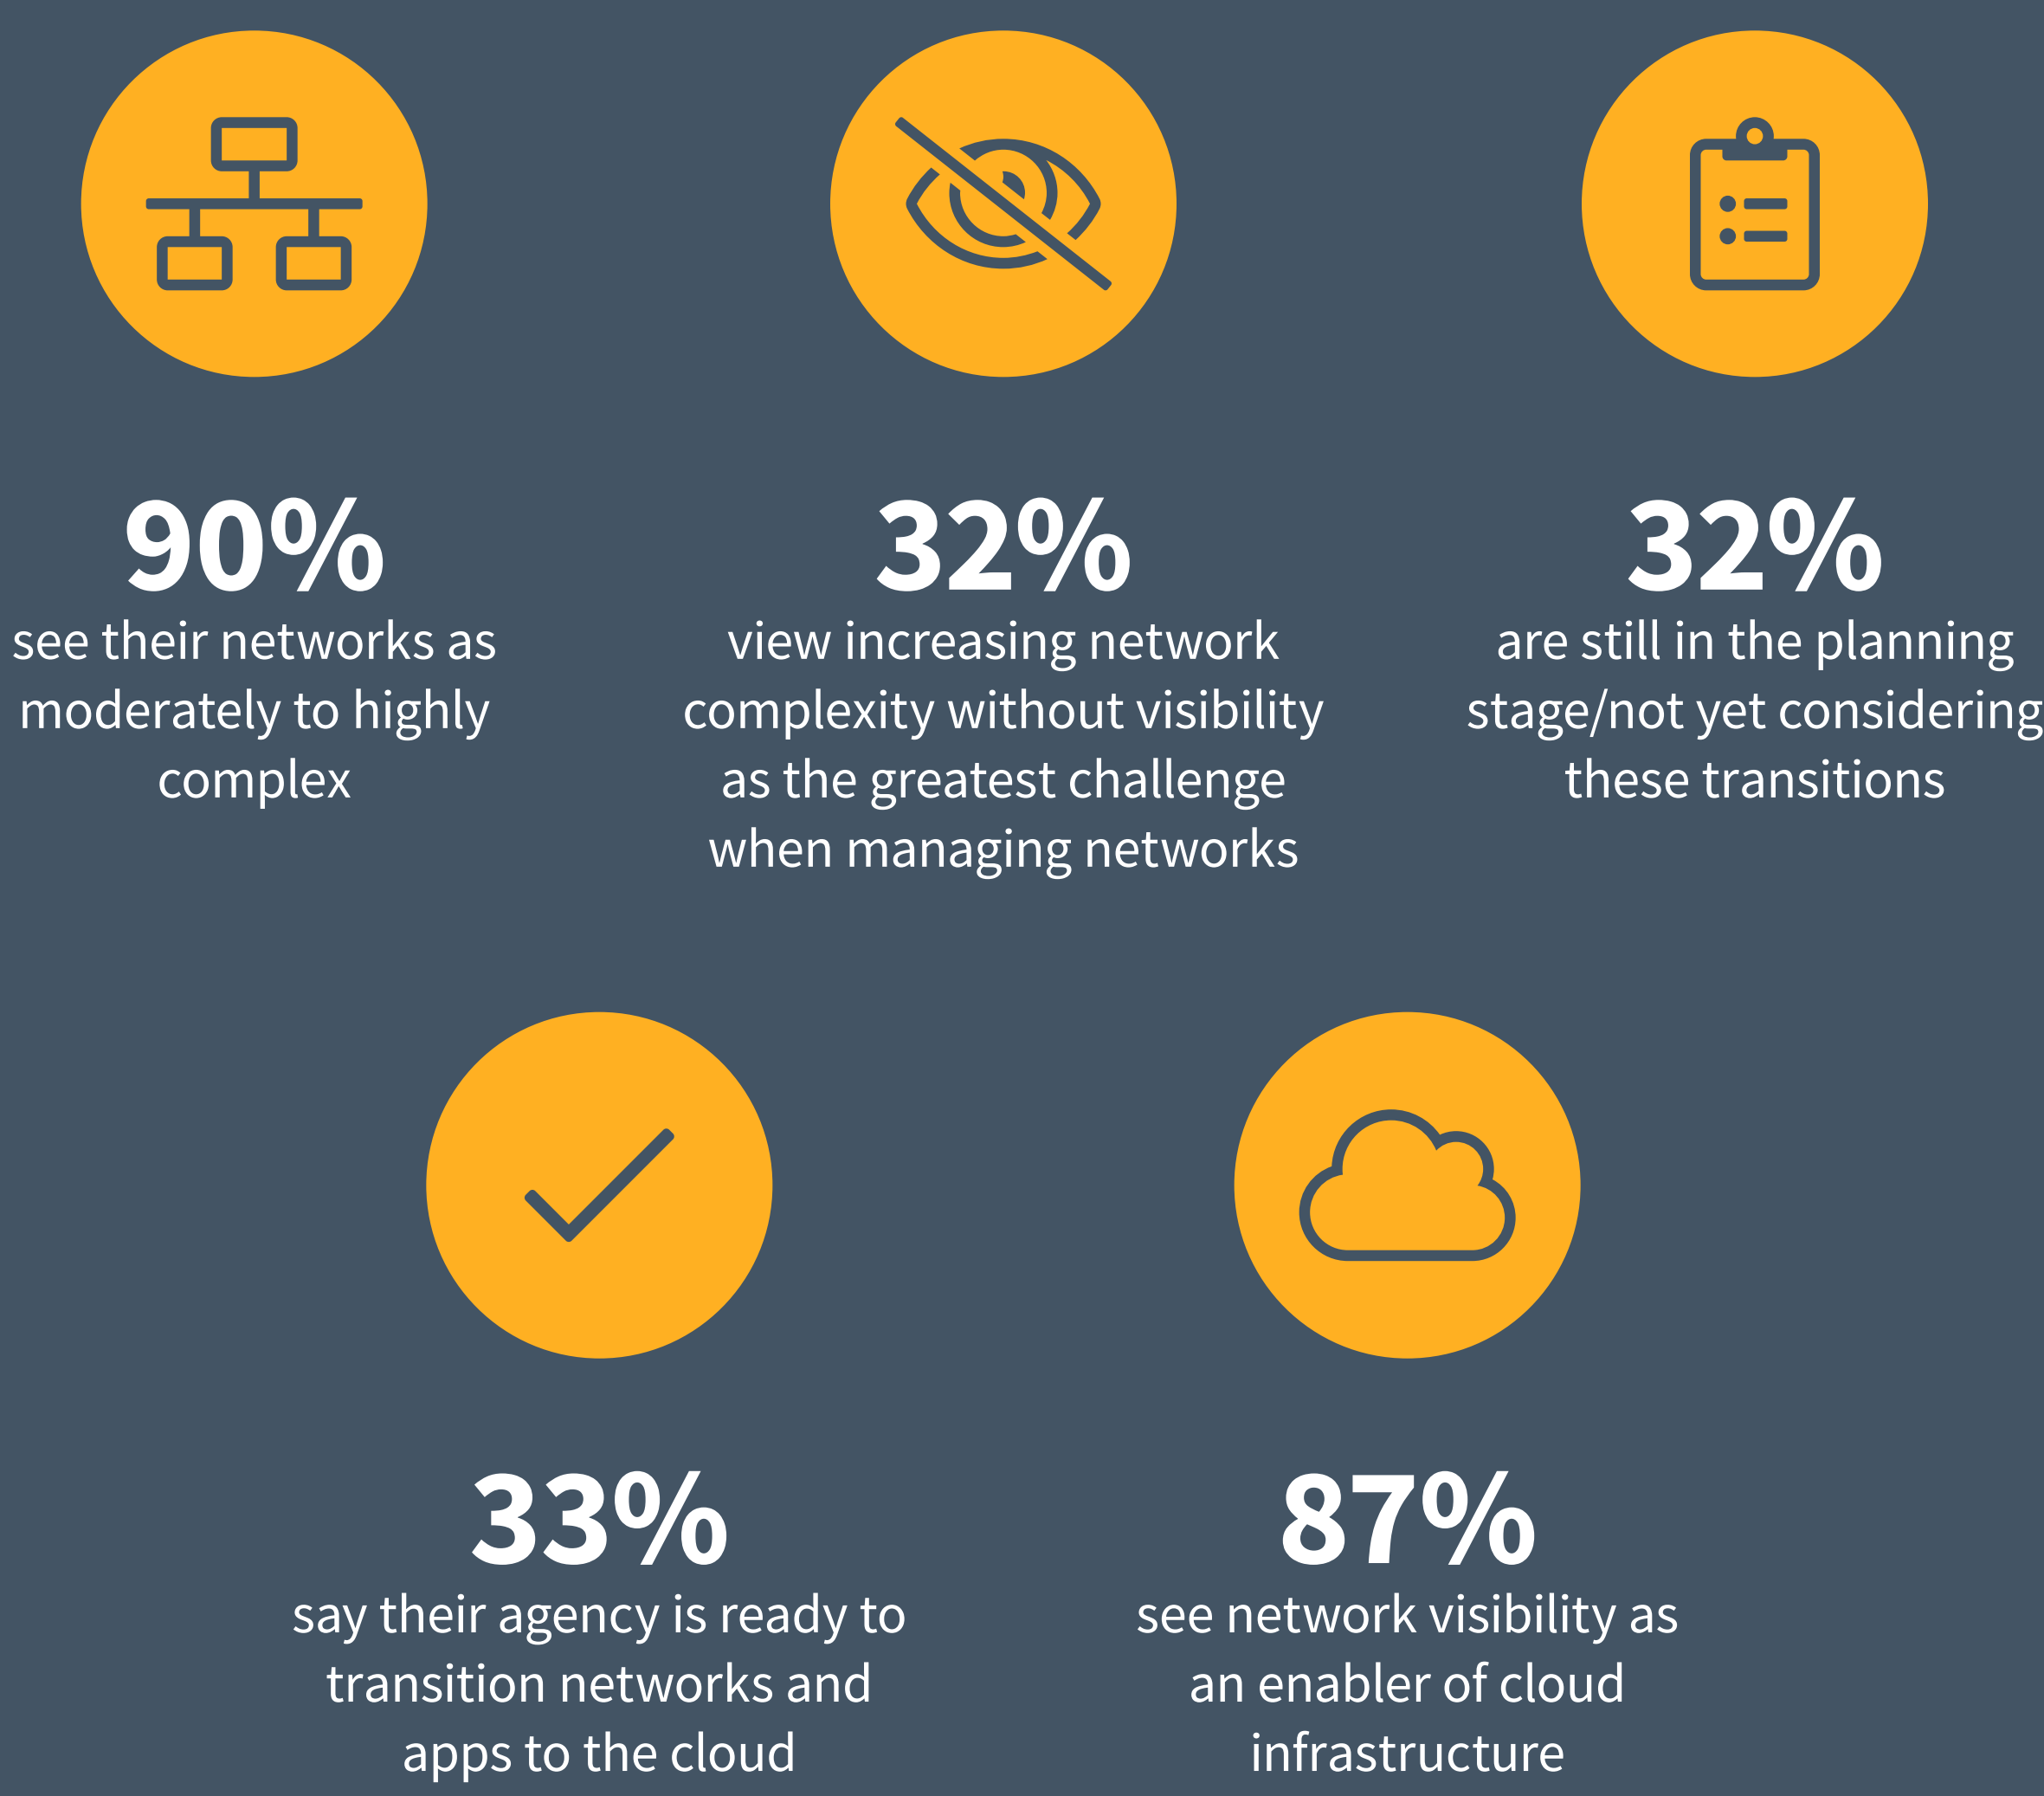 90%
see their networks as
moderately to highly
complex
32%
view increasing network
complexity without visibility
as the greatest challenge
when managing networks
32%
are still in the planning
stage/not yet considering
these transitions
33%
say their agency is ready to
transition networks and
apps to the cloud
87%
see network visibility as
an enabler of cloud
infrastructure